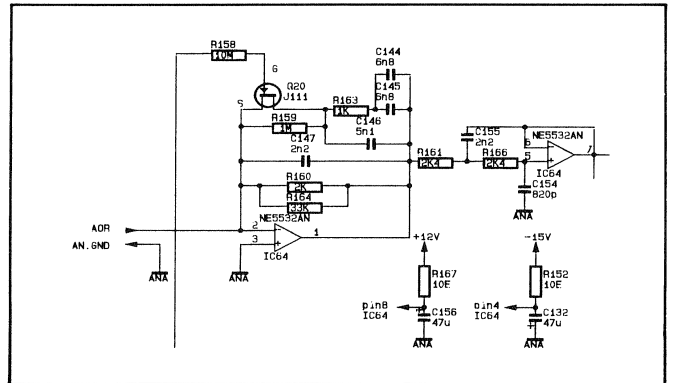 R158
10M
G
C144
6n8
S
Q20
J111
C145
6n8
R163
1K
R159
1M
C146
5n1
C147
2n2
C155
2n2
R161
2K4
R166
2K4
6
5
7
NE5532AN
IC64
R160
2K
R164
33K
C154
820p
ANA
NE5532AN
AOR
2
3
1
IC64
AN.GND
ANA
ANA
+12V
-15V
R167
10E
R152
10E
pin8
IC64
C156
47u
pin4
IC64
C132
47u
+
ANA
ANA